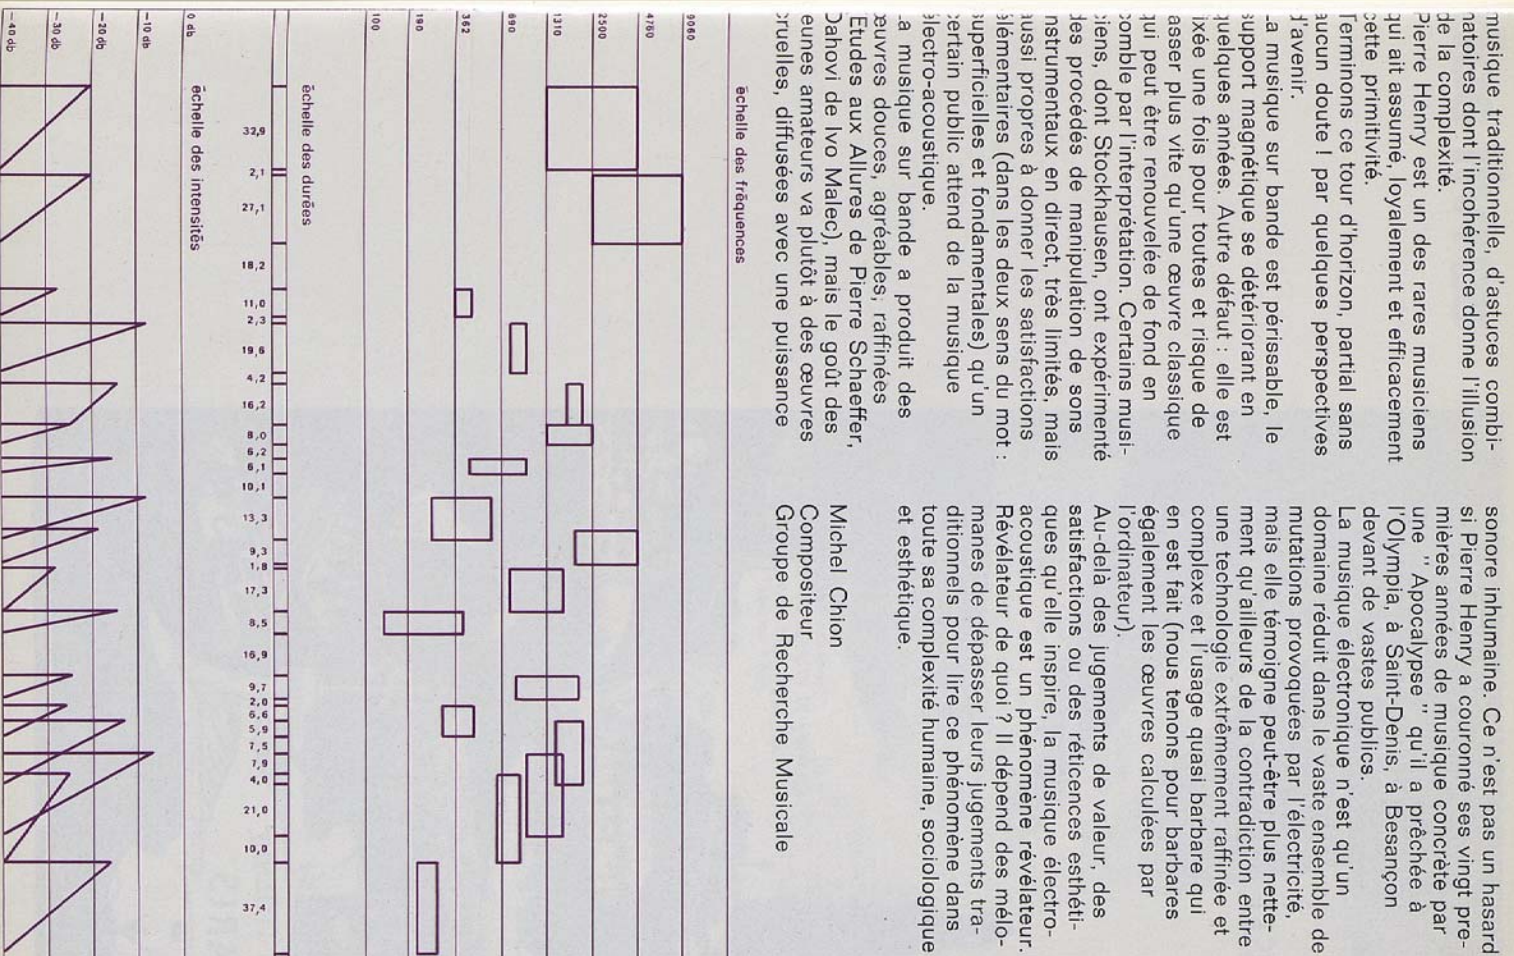 musique traditionnelle, d'astuces combi-
natoires dont l'incohérence donne l'illusion
de la complexité.
Pierre Henry est un des rares musiciens
qui ait assumé, loyalement et efficacement
cette primitivité.
Terminons ce tour d'horizon, partial sans
aucun doute ! par quelques perspectives
d'avenir.
La musique sur bande est périssable, le
support magnétique se détériorant en
quelques années. Autre défaut : elle est
ixée une fois pour toutes et risque de
asser plus vite qu'une œuvre classique
qui peut être renouvelée de fond en
comble par l'interprétation. Certains musi-
ciens, dont Stockhausen, ont expérimenté
des procédés de manipulation de sons
instrumentaux en direct, très limités, mais
aussi propres à donner les satisfactions
élémentaires (dans les deux sens du mot :
superficielles et fondamentales) qu'un
certain public attend de la musique
électro-acoustique.
La musique sur bande a produit des
œuvres douces, agréables; raffinées
(Etudes aux Allures de Pierre Schaeffer,
Dahovi de Ivo Malec), mais le goût des
jeunes amateurs va plutôt à des œuvres
cruelles, diffusées avec une puissance
sonore inhumaine. Ce n'est pas un hasard
si Pierre Henry a couronné ses vingt pre-
mières années de musique concrète par
une " Apocalypse " qu'il a prêchée à
l'Olympia, à Saint-Denis, à Besançon
devant de vastes publics.
La musique électronique n'est qu'un
domaine réduit dans le vaste ensemble de
mutations provoquées par l'électricité,
mais elle témoigne peut-être plus nette-
ment qu'ailleurs de la contradiction entre
une technologie extrêmement raffinée et
complexe et l'usage quasi barbare qui
en est fait (nous tenons pour barbares
également les œuvres calculées par
l'ordinateur).
Au-delà des jugements de valeur, des
satisfactions ou des réticences esthéti-
ques qu'elle inspire, la musique électro-
acoustique est un phénomène révélateur.
Révélateur de quoi ? Il dépend des mélo-
manes de dépasser leurs jugements tra-
ditionnels pour lire ce phénomène dans
toute sa complexité humaine, sociologique
et esthétique.
Michel Chion
Compositeur
Groupe de Recherche Musicale
échelle des fréquences
9060
4760
2500
1310
690
362
190
100
échelle des durées
32,9 2,1 27,1 18,2 11,0 2,3 19,6 4,2 16,2 8,0 6,2 6,1 10,1 13,3 9,3 1,8 17,3 8,5 16,9 9,7 2,0 6,6 5,9 7,5 7,9 4,0 21,0 10,0 37,4
échelle des intensités
0 db
-10 db
-20 db
-30 db
-40 db